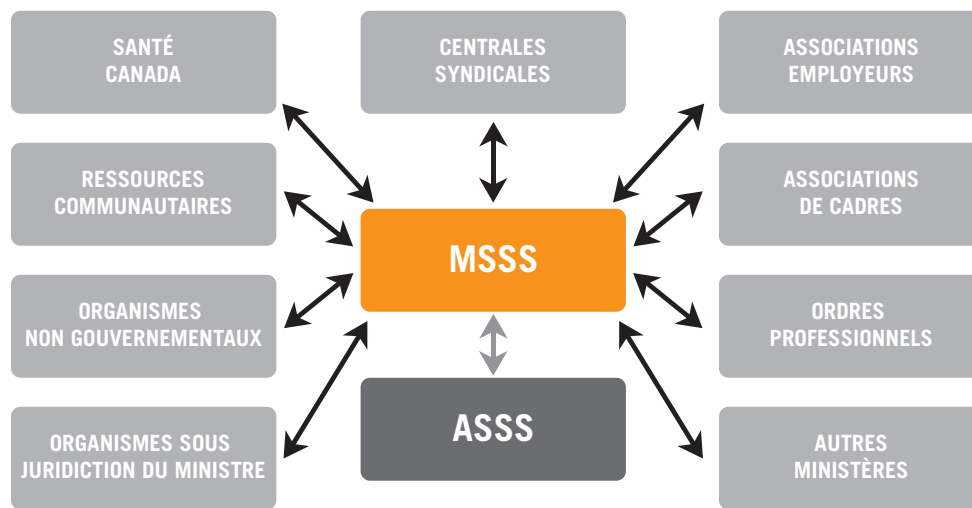 SANTÉ
CANADA
CENTRALES
SYNDICALES
ASSOCIATIONS
EMPLOYEURS
RESSOURCES
COMMUNAUTAIRES
ASSOCIATIONS
DE CADRES
MSSS
ORGANISMES
NON GOUVERNEMENTAUX
ORDRES
PROFESSIONNELS
ASSS
ORGANISMES SOUS
JURIDICTION DU MINISTRE
AUTRES
MINISTÈRES